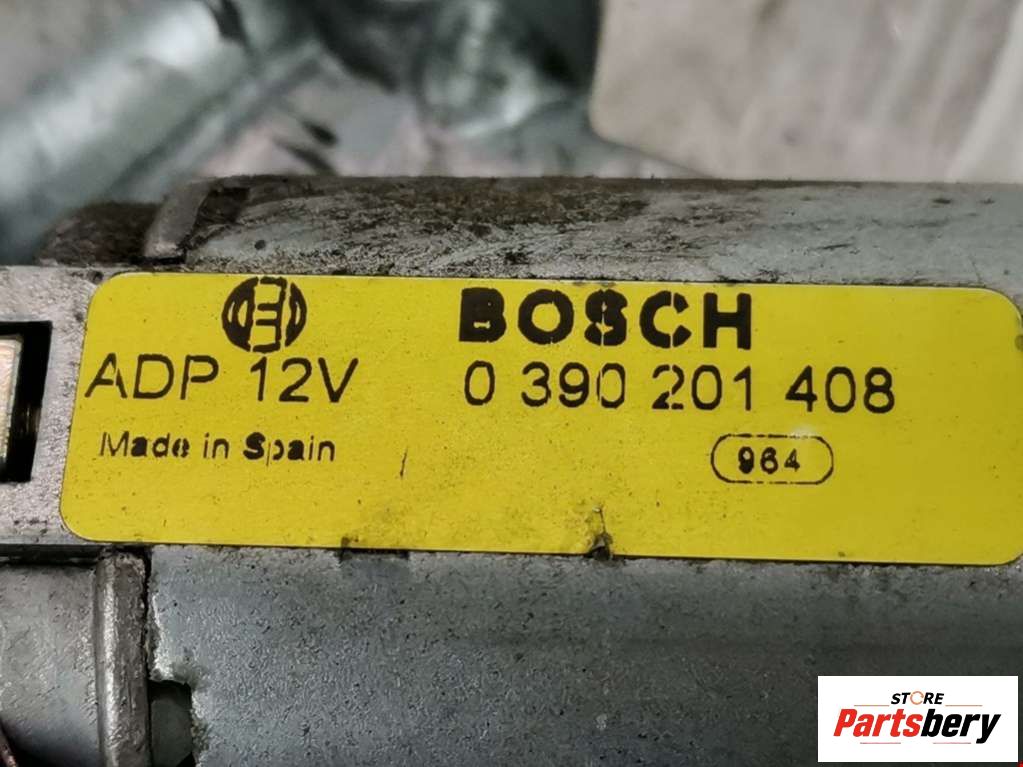 BOSCH
ADP 12V 0 390 201 408
Made in Spain 964
STORE
Partsbery